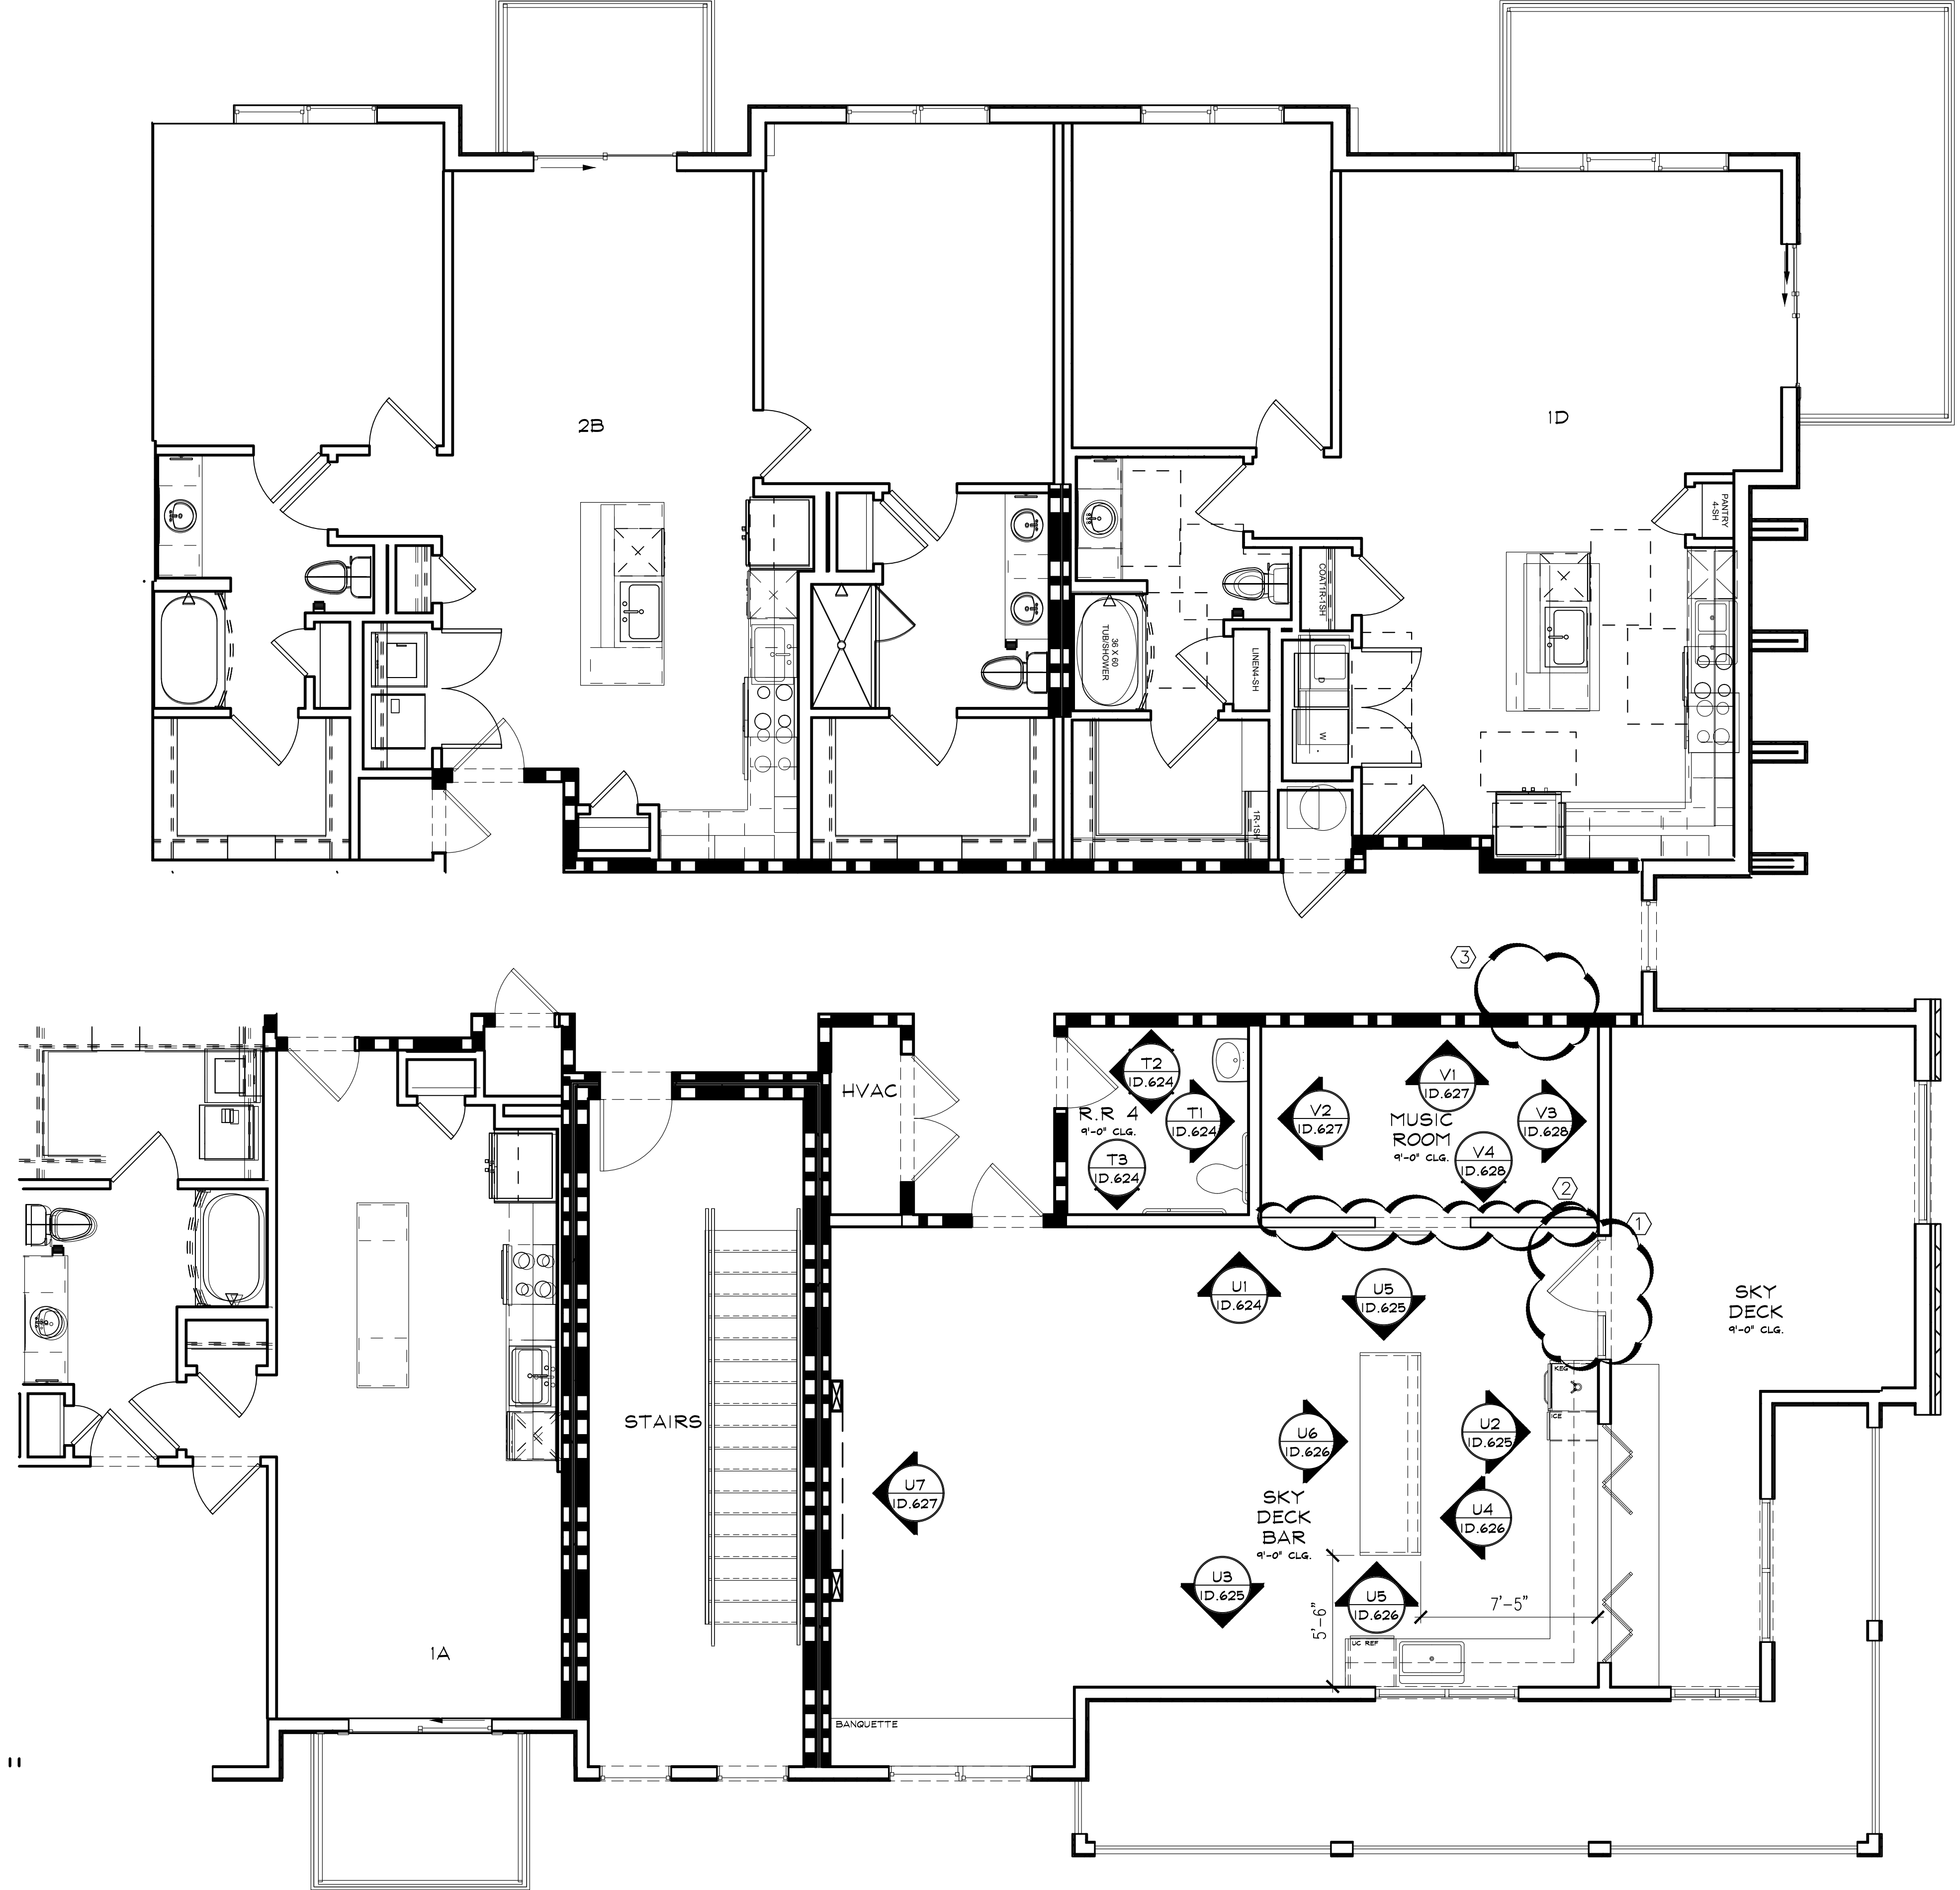 2B
1D
PANTRY
4-SH
COAT1R-1SH
36 X 60
TUB/SHOWER
LINEN4-SH
D
W
1R-1SH
3
HVAC
T2
ID.624
R.R 4
9'-0" CLG.
T1
ID.624
T3
ID.624
V1
ID.627
V2
ID.627
MUSIC
ROOM
9'-0" CLG.
V3
ID.628
V4
ID.628
2
1
U1
ID.624
U5
ID.625
SKY
DECK
9'-0" CLG.
KEG
ICE
STAIRS
U6
ID.626
U2
ID.625
U7
ID.627
SKY
DECK
BAR
9'-0" CLG.
U4
ID.626
U3
ID.625
U5
ID.626
5'-6"
7'-5"
UC REF
1A
BANQUETTE
"